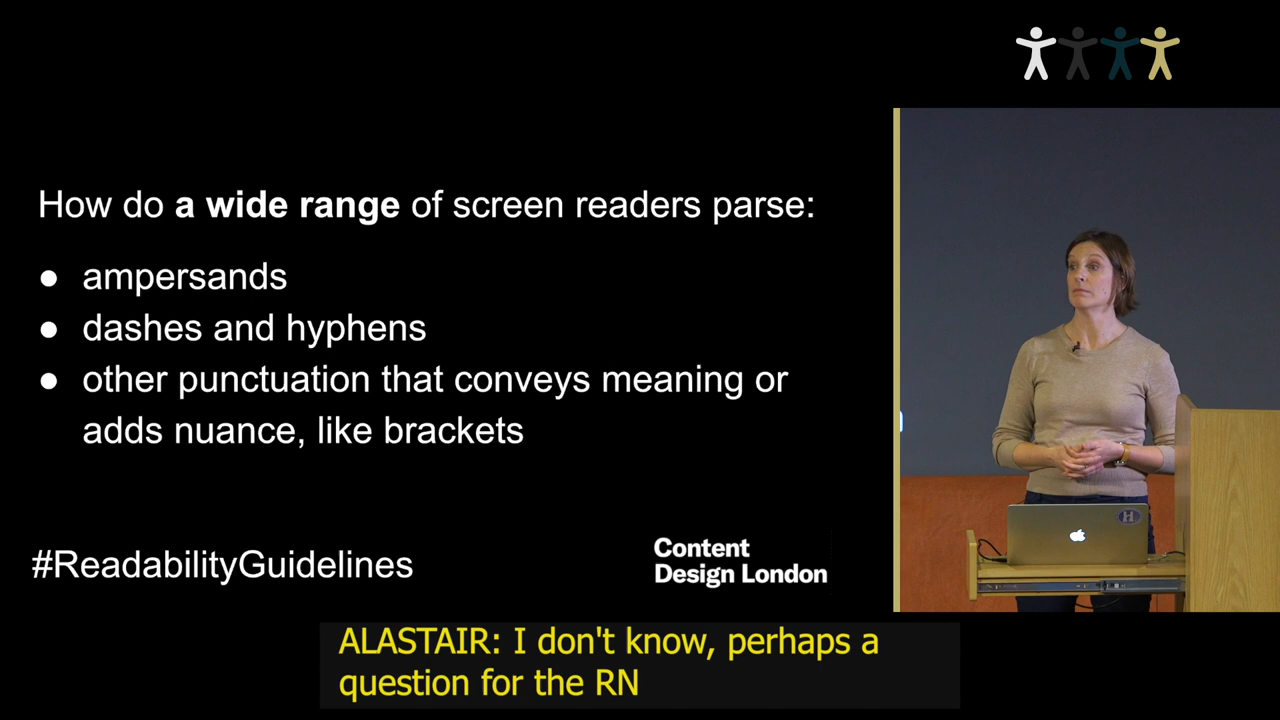 How do a wide range of screen readers parse:
● ampersands
● dashes and hyphens
● other punctuation that conveys meaning or
adds nuance, like brackets
#ReadabilityGuidelines
Content
Design London
H
ALASTAIR: I don't know, perhaps a
question for the RN